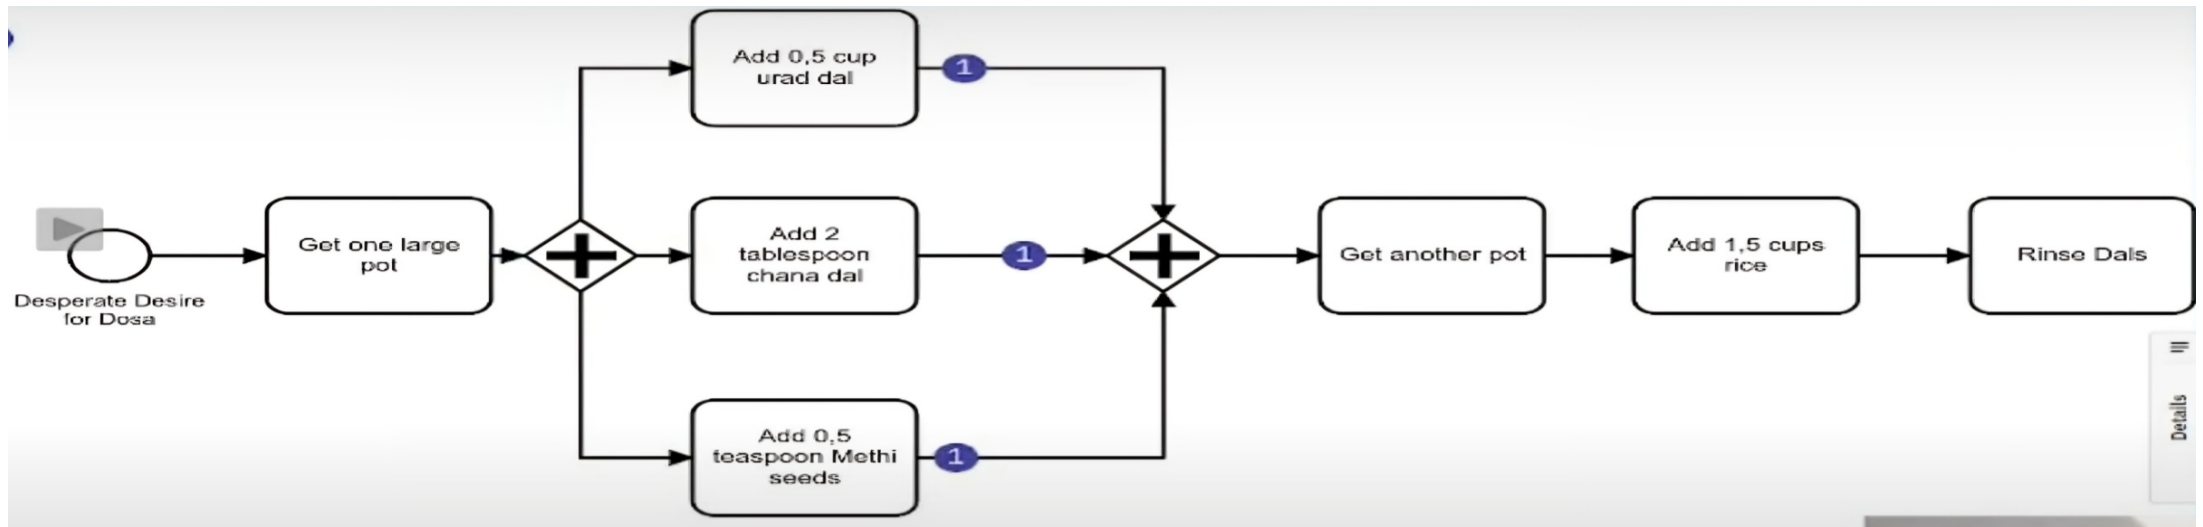 Desperate Desire
for Dosa
Get one large
pot
Add 0,5 cup
urad dal
1
Add 2
tablespoon
chana dal
1
Add 0,5
teaspoon Methi
seeds
1
Get another pot
Add 1,5 cups
rice
Rinse Dals
Details